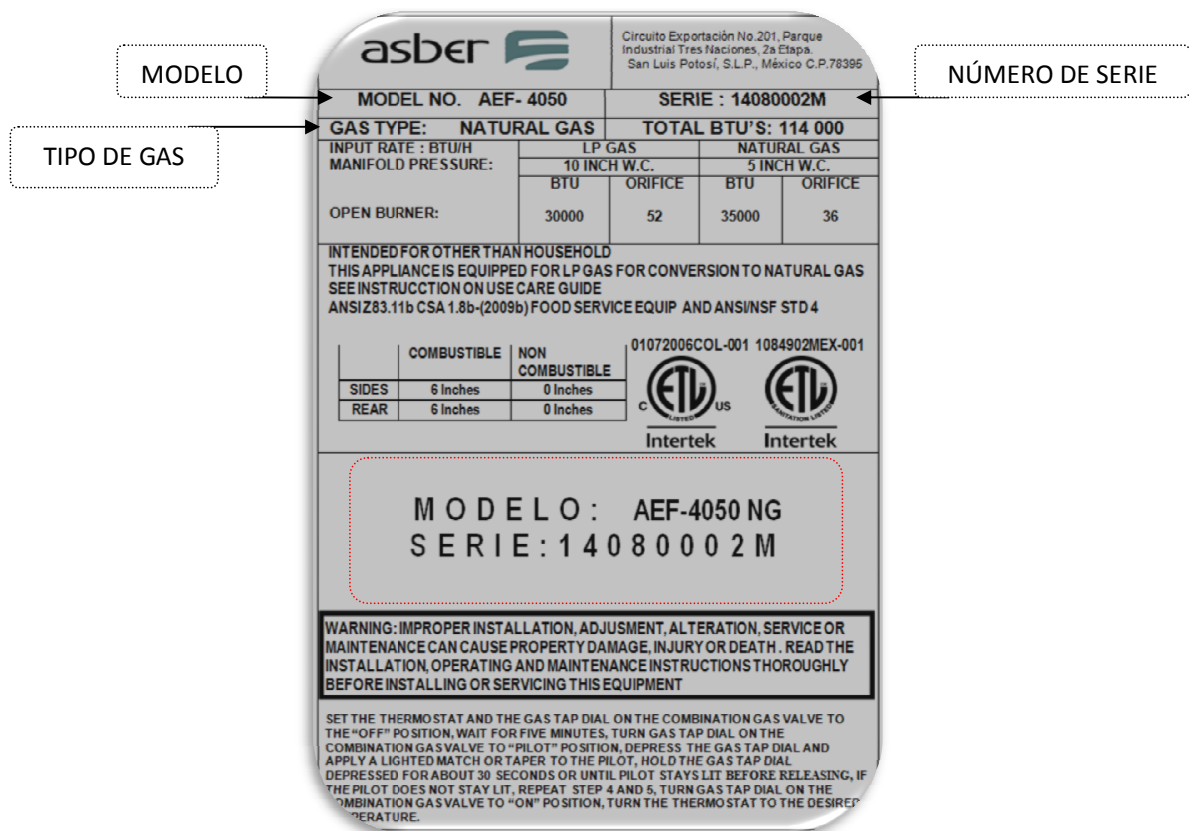 MODELO
TIPO DE GAS
NÚMERO DE SERIE
asber
Circuito Exportación No.201, Parque
Industrial Tres Naciones, 2a Etapa.
San Luis Potosí, S.L.P., México C.P.78395
MODEL NO. AEF- 4050
SERIE : 14080002M
GAS TYPE: NATURAL GAS
TOTAL BTU'S: 114 000
INPUT RATE : BTU/H
LP GAS
NATURAL GAS
MANIFOLD PRESSURE:
10 INCH W.C.
5 INCH W.C.
BTU
ORIFICE
BTU
ORIFICE
OPEN BURNER:
30000
52
35000
36
INTENDED FOR OTHER THAN HOUSEHOLD
THIS APPLIANCE IS EQUIPPED FOR LP GAS FOR CONVERSION TO NATURAL GAS
SEE INSTRUCCTION ON USE CARE GUIDE
ANSI Z83.11b CSA 1.8b-(2009b) FOOD SERVICE EQUIP AND ANSI/NSF STD 4
COMBUSTIBLE
NON
COMBUSTIBLE
SIDES
6 Inches
0 Inches
REAR
6 Inches
0 Inches
01072006COL-001 1084902MEX-001
ETL
LISTED
C US
Intertek
ETL
SANITATION LISTED
Intertek
MODELO: AEF-4050 NG
SERIE:14080002M
WARNING: IMPROPER INSTALLATION, ADJUSMENT, ALTERATION, SERVICE OR
MAINTENANCE CAN CAUSE PROPERTY DAMAGE, INJURY OR DEATH . READ THE
INSTALLATION, OPERATING AND MAINTENANCE INSTRUCTIONS THOROUGHLY
BEFORE INSTALLING OR SERVICING THIS EQUIPMENT
SET THE THERMOSTAT AND THE GAS TAP DIAL ON THE COMBINATION GAS VALVE TO
THE "OFF" POSITION, WAIT FOR FIVE MINUTES, TURN GAS TAP DIAL ON THE
COMBINATION GAS VALVE TO "PILOT" POSITION, DEPRESS THE GAS TAP DIAL AND
APPLY A LIGHTED MATCH OR TAPER TO THE PILOT, HOLD THE GAS TAP DIAL
DEPRESSED FOR ABOUT 30 SECONDS OR UNTIL PILOT STAYS LIT BEFORE RELEASING, IF
THE PILOT DOES NOT STAY LIT, REPEAT STEP 4 AND 5, TURN GAS TAP DIAL ON THE
COMBINATION GAS VALVE TO "ON" POSITION, TURN THE THERMOSTAT TO THE DESIRED
PERATURE.